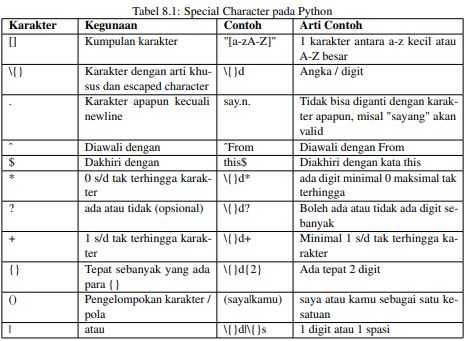 Tabel 8.1: Special Character pada Python
Karakter Kegunaan Contoh Arti Contoh
[] Kumpulan karakter "[a-zA-Z]" 1 karakter antara a-z kecil atau
A-Z besar
\{} Karakter dengan arti khu- \{}d Angka / digit
sus dan escaped character
. Karakter apapun kecuali say.n. Tidak bisa diganti dengan karak-
newline ter apapun, misal "sayang" akan
valid
ˆ Diawali dengan ˆFrom Diawali dengan From
$ Dakhiri dengan this$ Diakhiri dengan kata this
* 0 s/d tak terhingga karak- \{}d* ada digit minimal 0 maksimal tak
ter terhingga
? ada atau tidak (opsional) \{}d? Boleh ada atau tidak ada digit se-
banyak
+ 1 s/d tak terhingga karak- \{}d+ Minimal 1 s/d tak terhingga ka-
ter rakter
{} Tepat sebanyak yang ada \{}d{2} Ada tepat 2 digit
para {}
() Pengelompokan karakter / (saya|kamu) saya atau kamu sebagai satu ke-
pola satuan
| atau \{}d|\{}s 1 digit atau 1 spasi